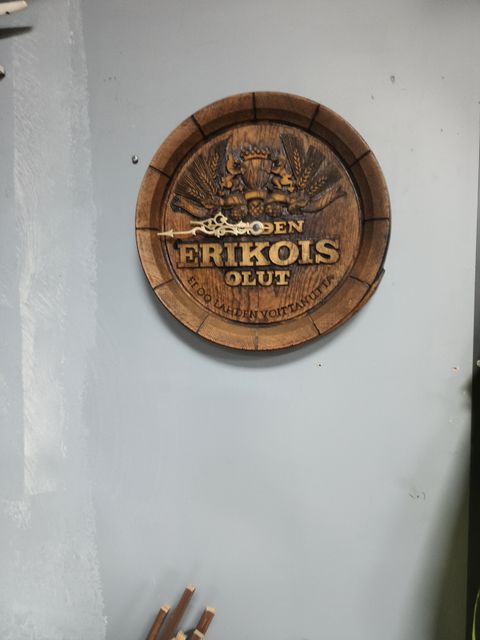 DEN
ERIKOIS
OLUT
EI OO LAHDEN VOITTANUTTA